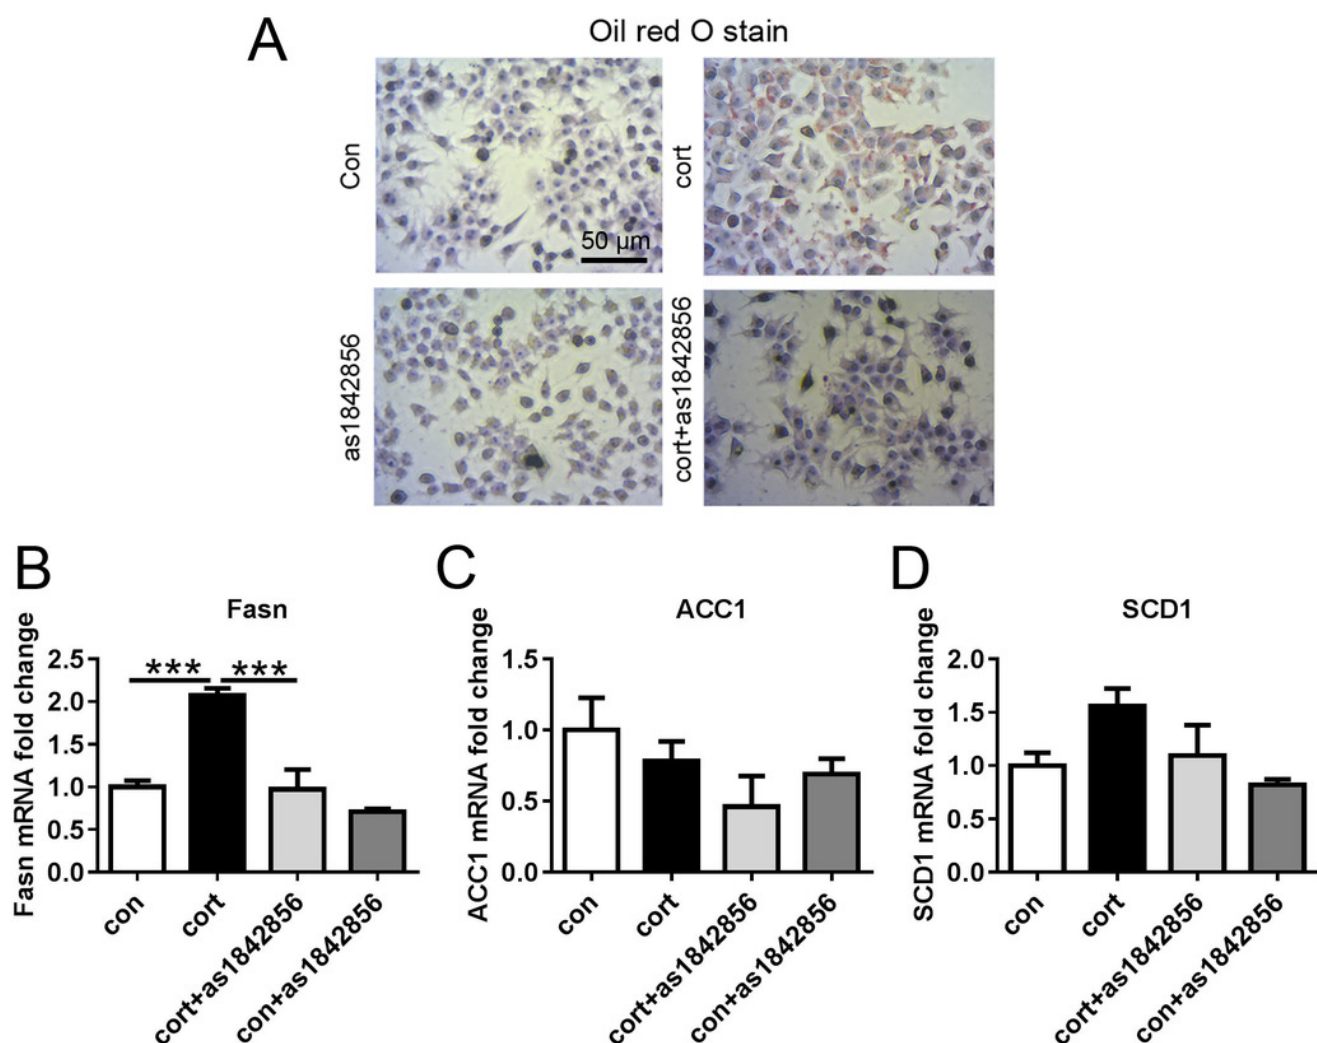 A
Oil red O stain
Con
cort
50 µm
as1842856
cort+as1842856
B
Fasn
Fasn mRNA fold change
2.5
2.0
1.5
1.0
0.5
0.0
***
***
con
cort
cort+as1842856
con+as1842856
C
ACC1
ACC1 mRNA fold change
1.5
1.0
0.5
0.0
con
cort
cort+as1842856
con+as1842856
D
SCD1
SCD1 mRNA fold change
2.0
1.5
1.0
0.5
0.0
con
cort
cort+as1842856
con+as1842856